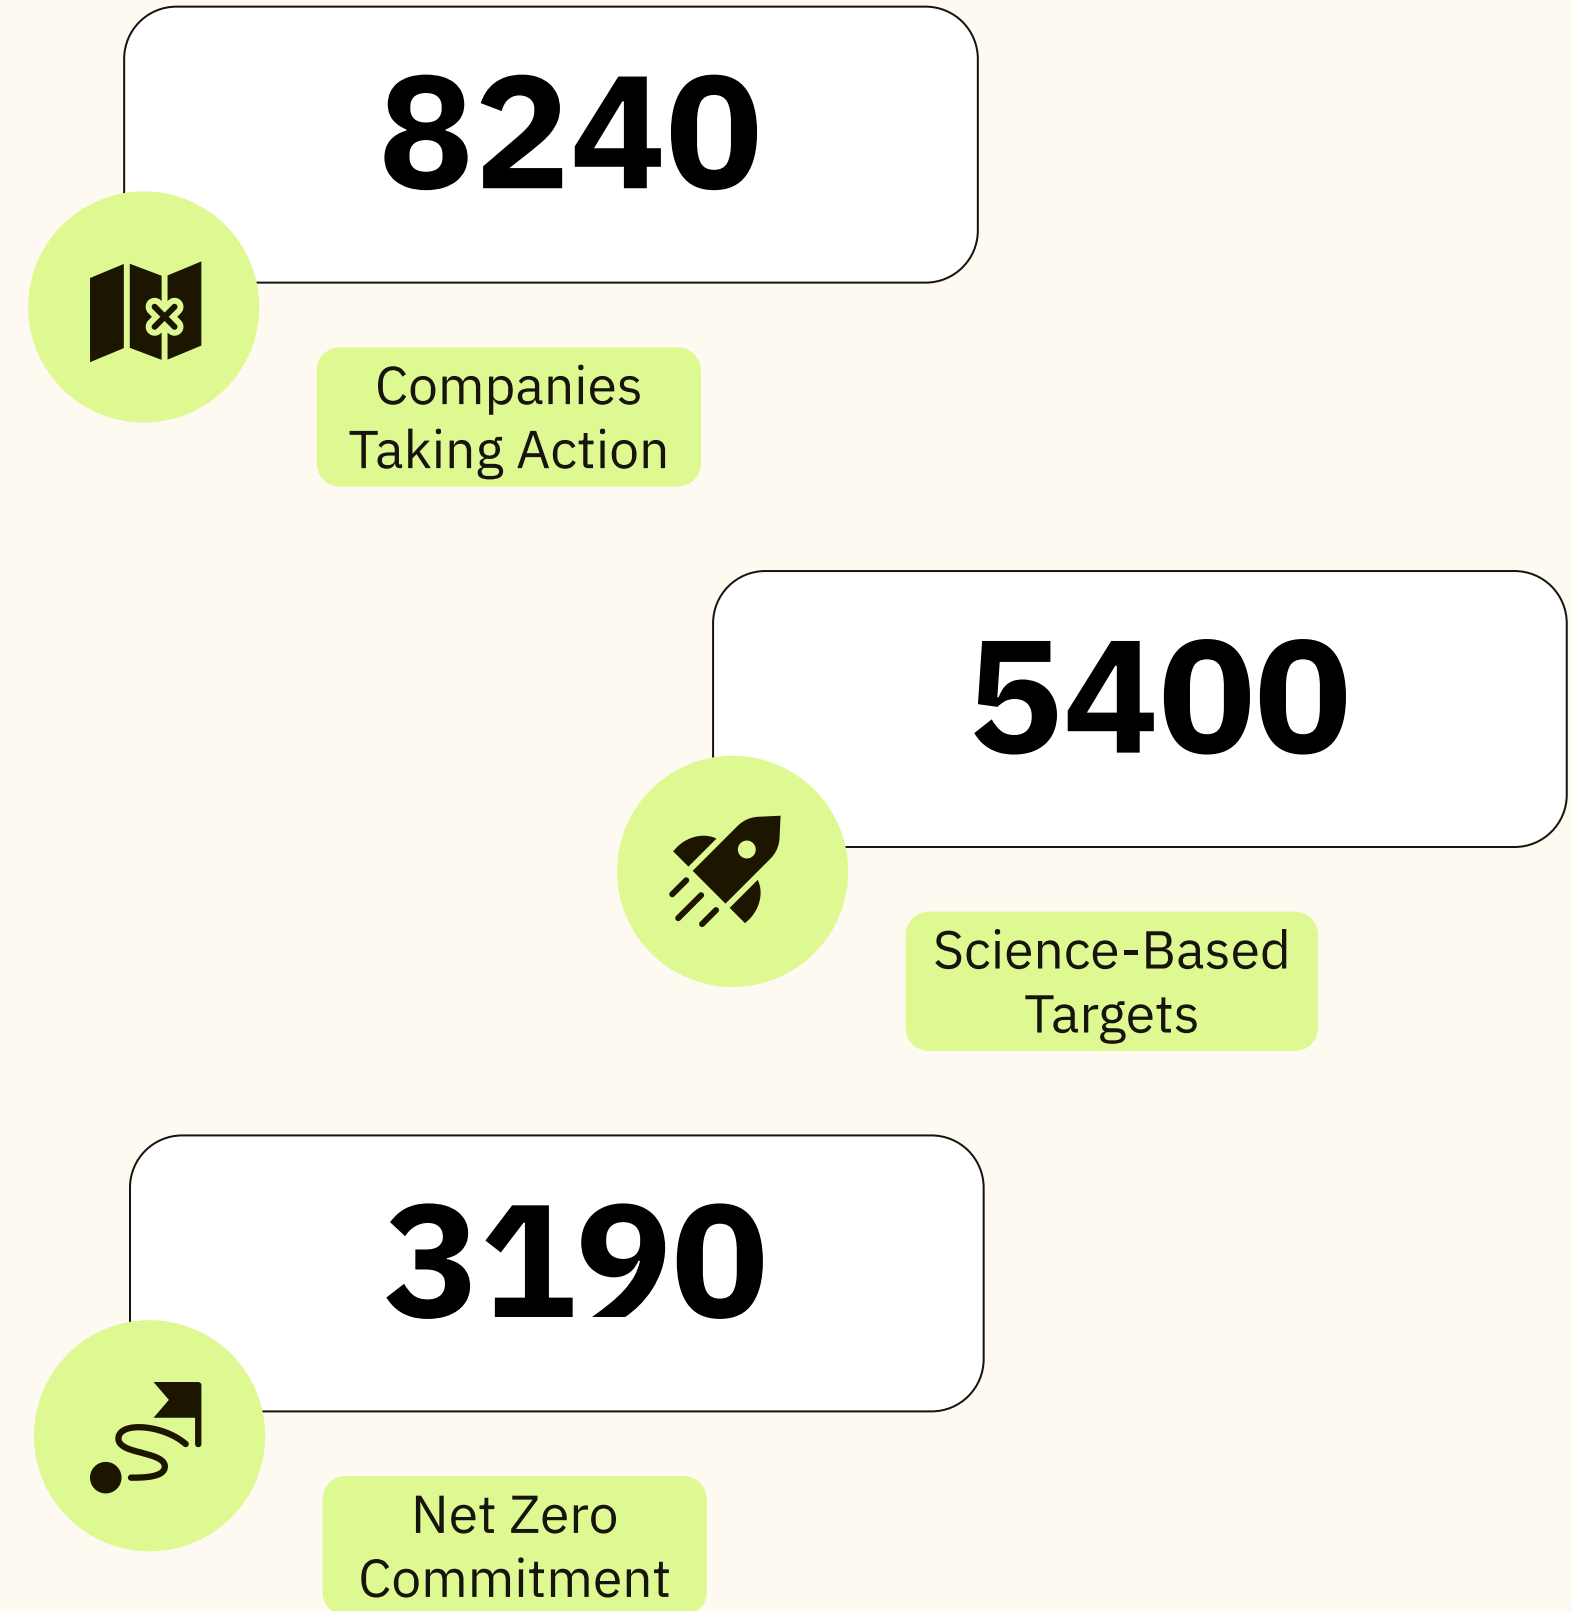 8240
Companies
Taking Action
5400
Science-Based
Targets
3190
Net Zero
Commitment